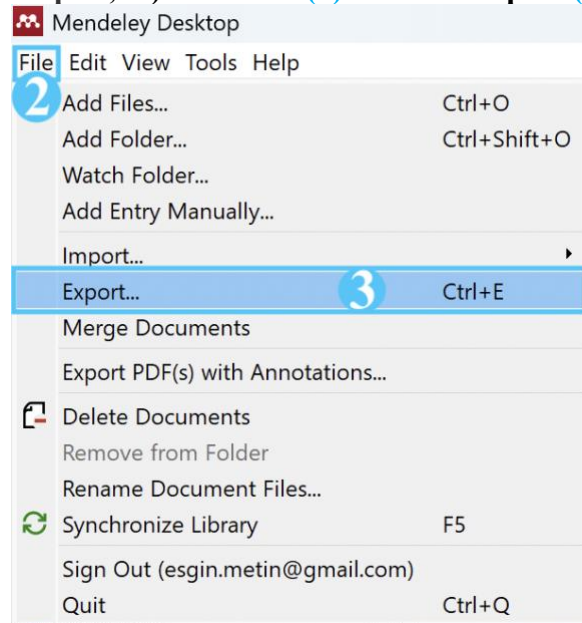 Mendeley Desktop
File Edit View Tools Help
2
Add Files... Ctrl+O
Add Folder... Ctrl+Shift+O
Watch Folder...
Add Entry Manually...
Import...
Export... 3 Ctrl+E
Merge Documents
Export PDF(s) with Annotations...
Delete Documents
Remove from Folder
Rename Document Files...
Synchronize Library F5
Sign Out (esgin.metin@gmail.com)
Quit Ctrl+Q